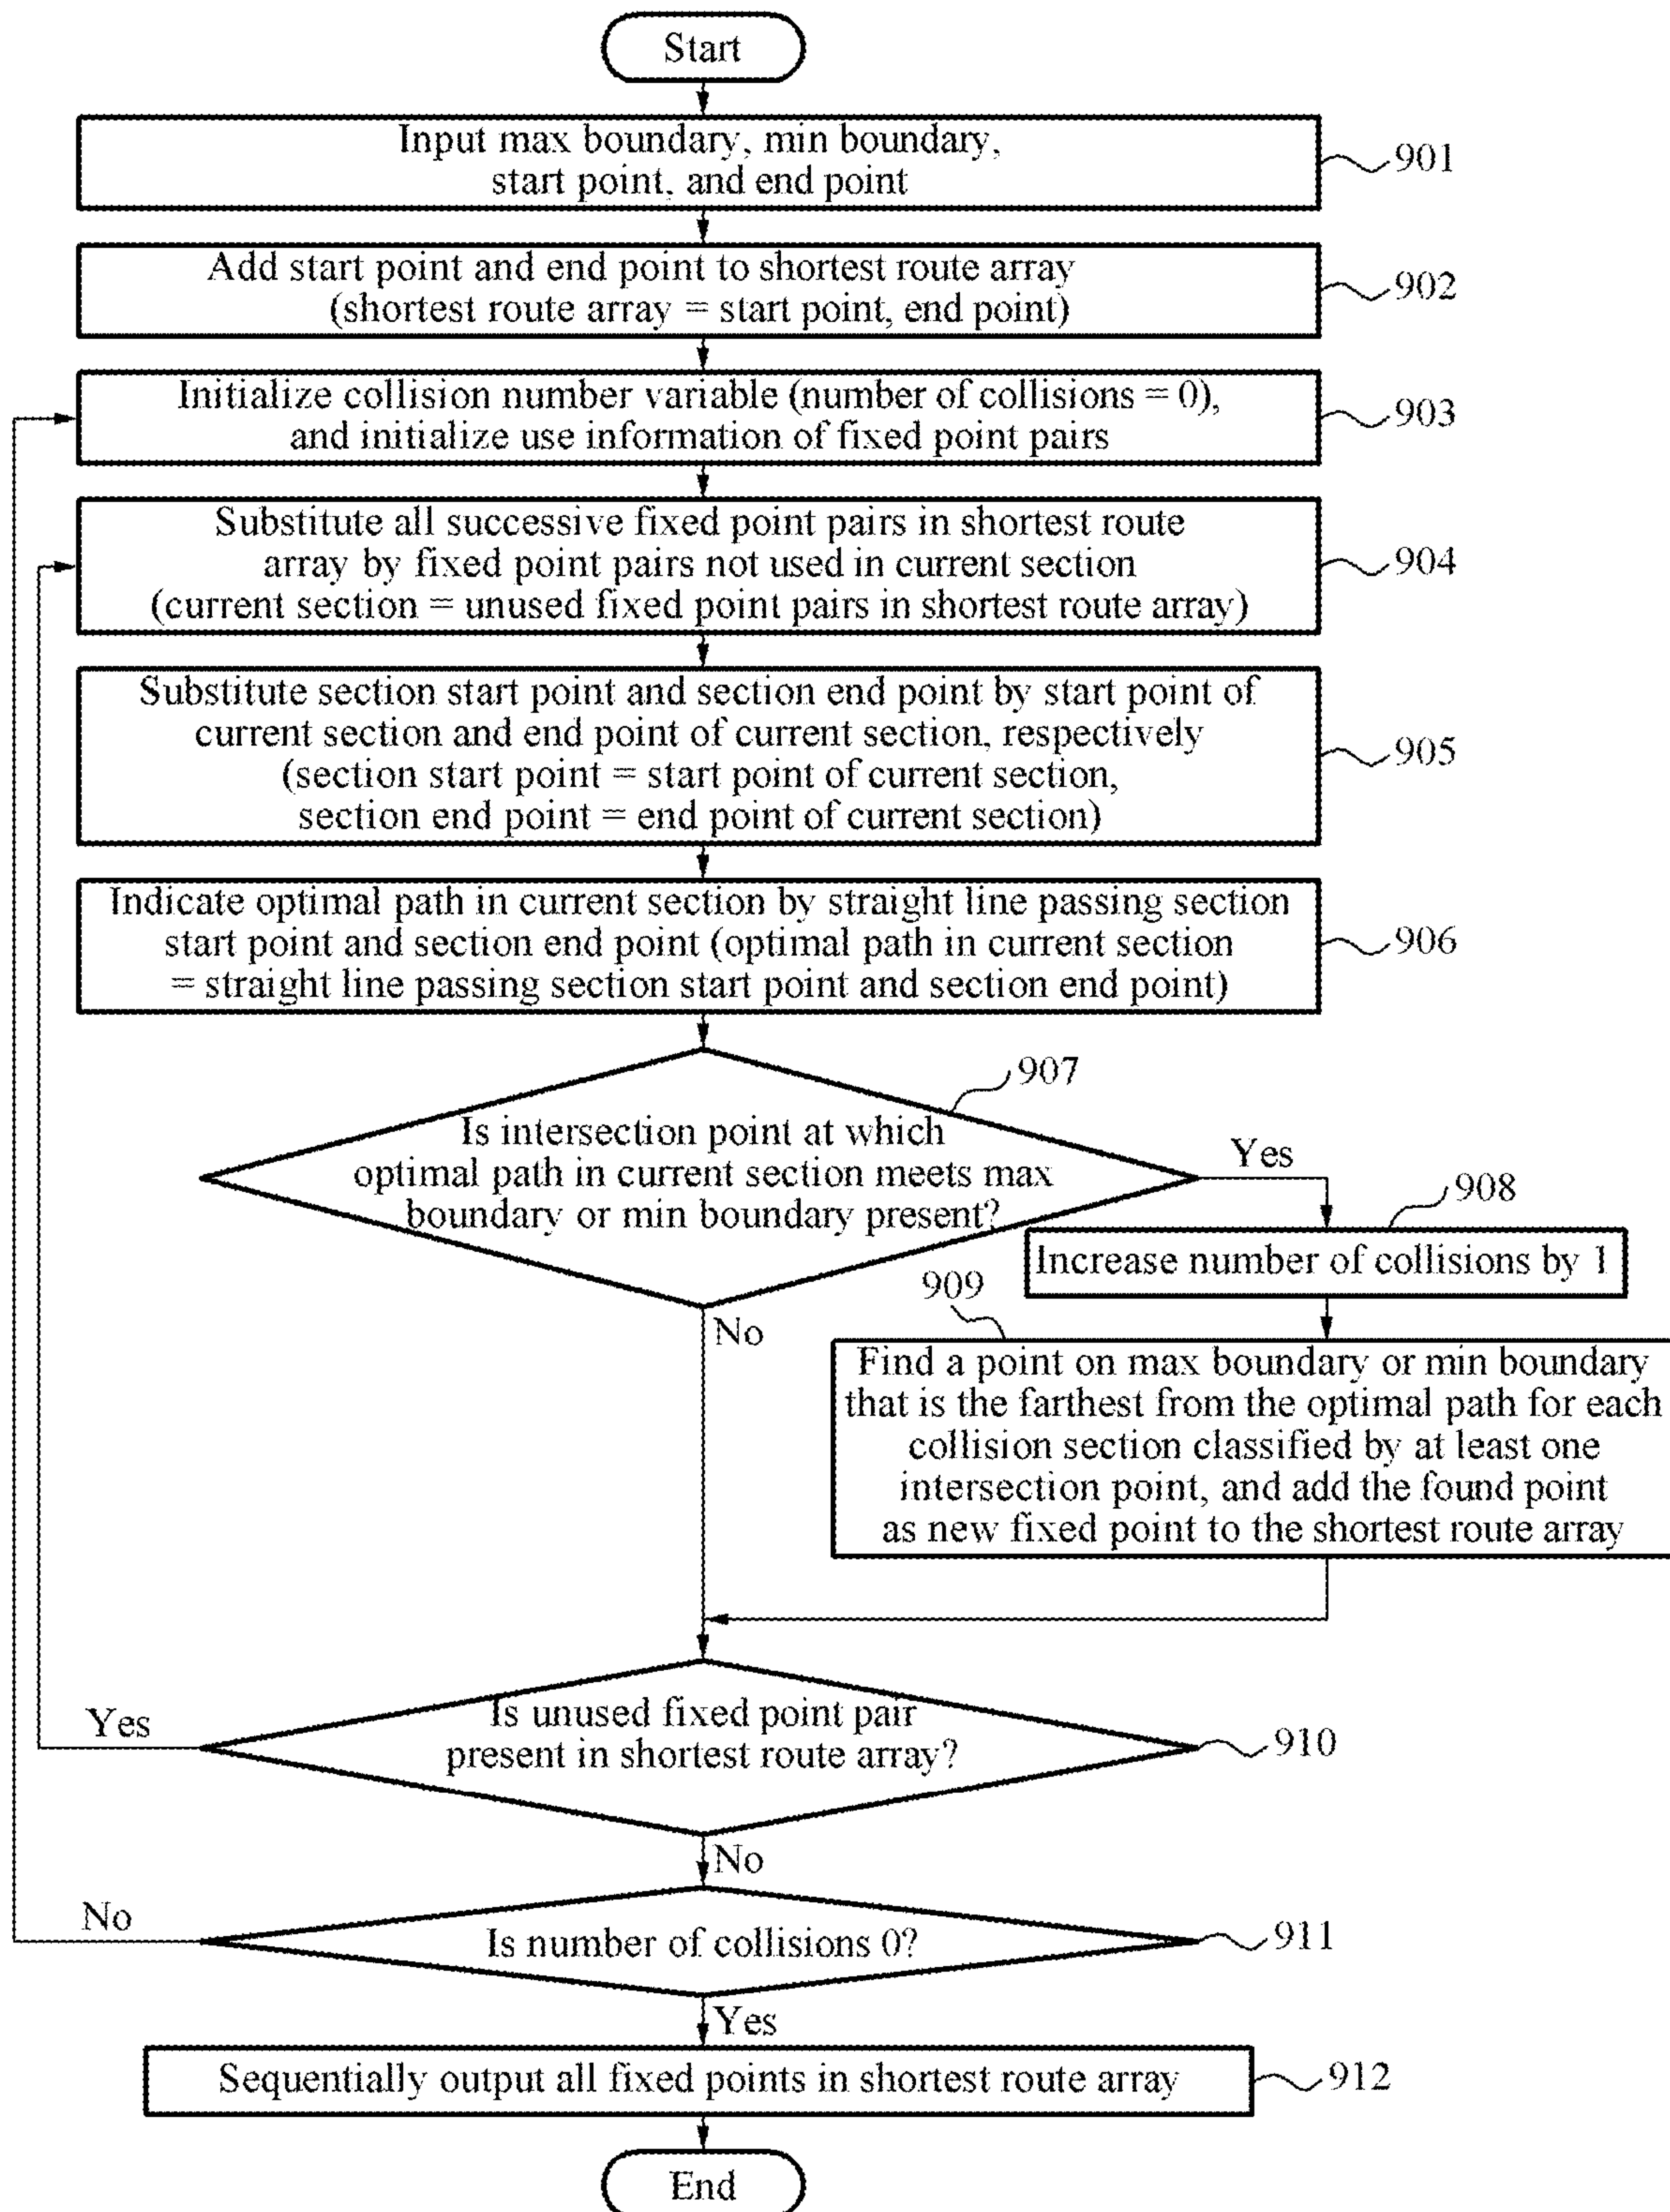 Start
Input max boundary, min boundary,
start point, and end point
901
Add start point and end point to shortest route array
(shortest route array = start point, end point)
902
Initialize collision number variable (number of collisions = 0),
and initialize use information of fixed point pairs
903
Substitute all successive fixed point pairs in shortest route
array by fixed point pairs not used in current section
(current section = unused fixed point pairs in shortest route array)
904
Substitute section start point and section end point by start point of
current section and end point of current section, respectively
(section start point = start point of current section,
section end point = end point of current section)
905
Indicate optimal path in current section by straight line passing section
start point and section end point (optimal path in current section
= straight line passing section start point and section end point)
906
907
Is intersection point at which
optimal path in current section meets max
boundary or min boundary present?
Yes
908
Increase number of collisions by 1
909
No
Find a point on max boundary or min boundary
that is the farthest from the optimal path for each
collision section classified by at least one
intersection point, and add the found point
as new fixed point to the shortest route array
Yes
Is unused fixed point pair
present in shortest route array?
910
No
No
Is number of collisions 0?
911
Yes
Sequentially output all fixed points in shortest route array
912
End